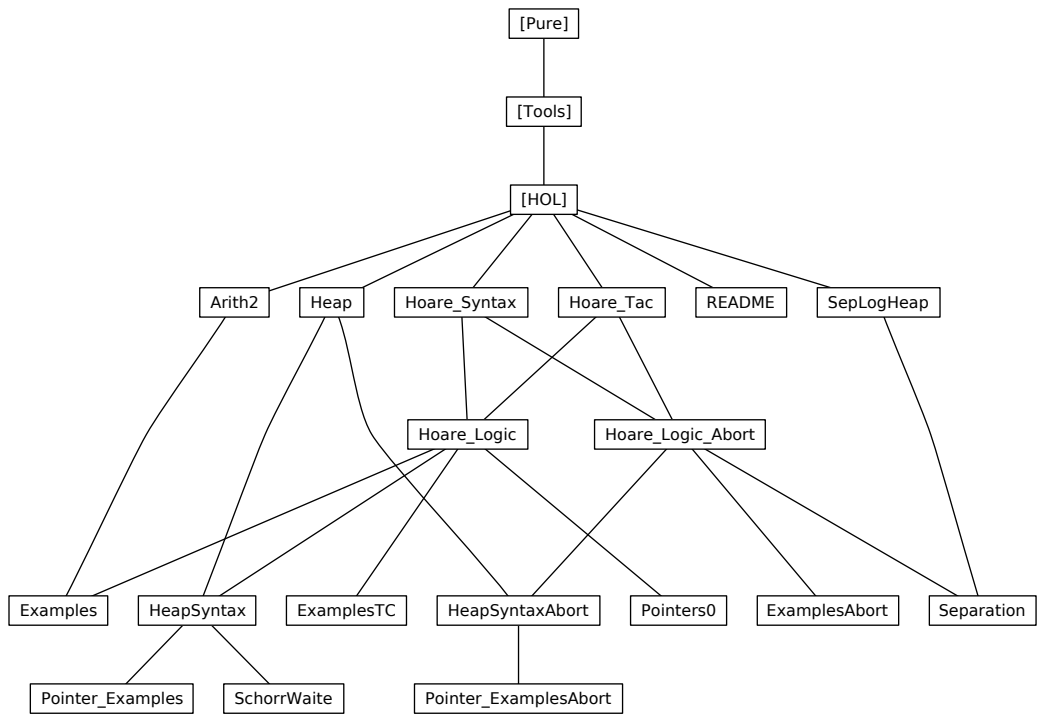 [Pure]
[Tools]
[HOL]
Arith2
Heap
Hoare_Syntax
Hoare_Tac
README
SepLogHeap
Hoare_Logic
Hoare_Logic_Abort
Examples
HeapSyntax
ExamplesTC
HeapSyntaxAbort
Pointers0
ExamplesAbort
Separation
Pointer_Examples
SchorrWaite
Pointer_ExamplesAbort